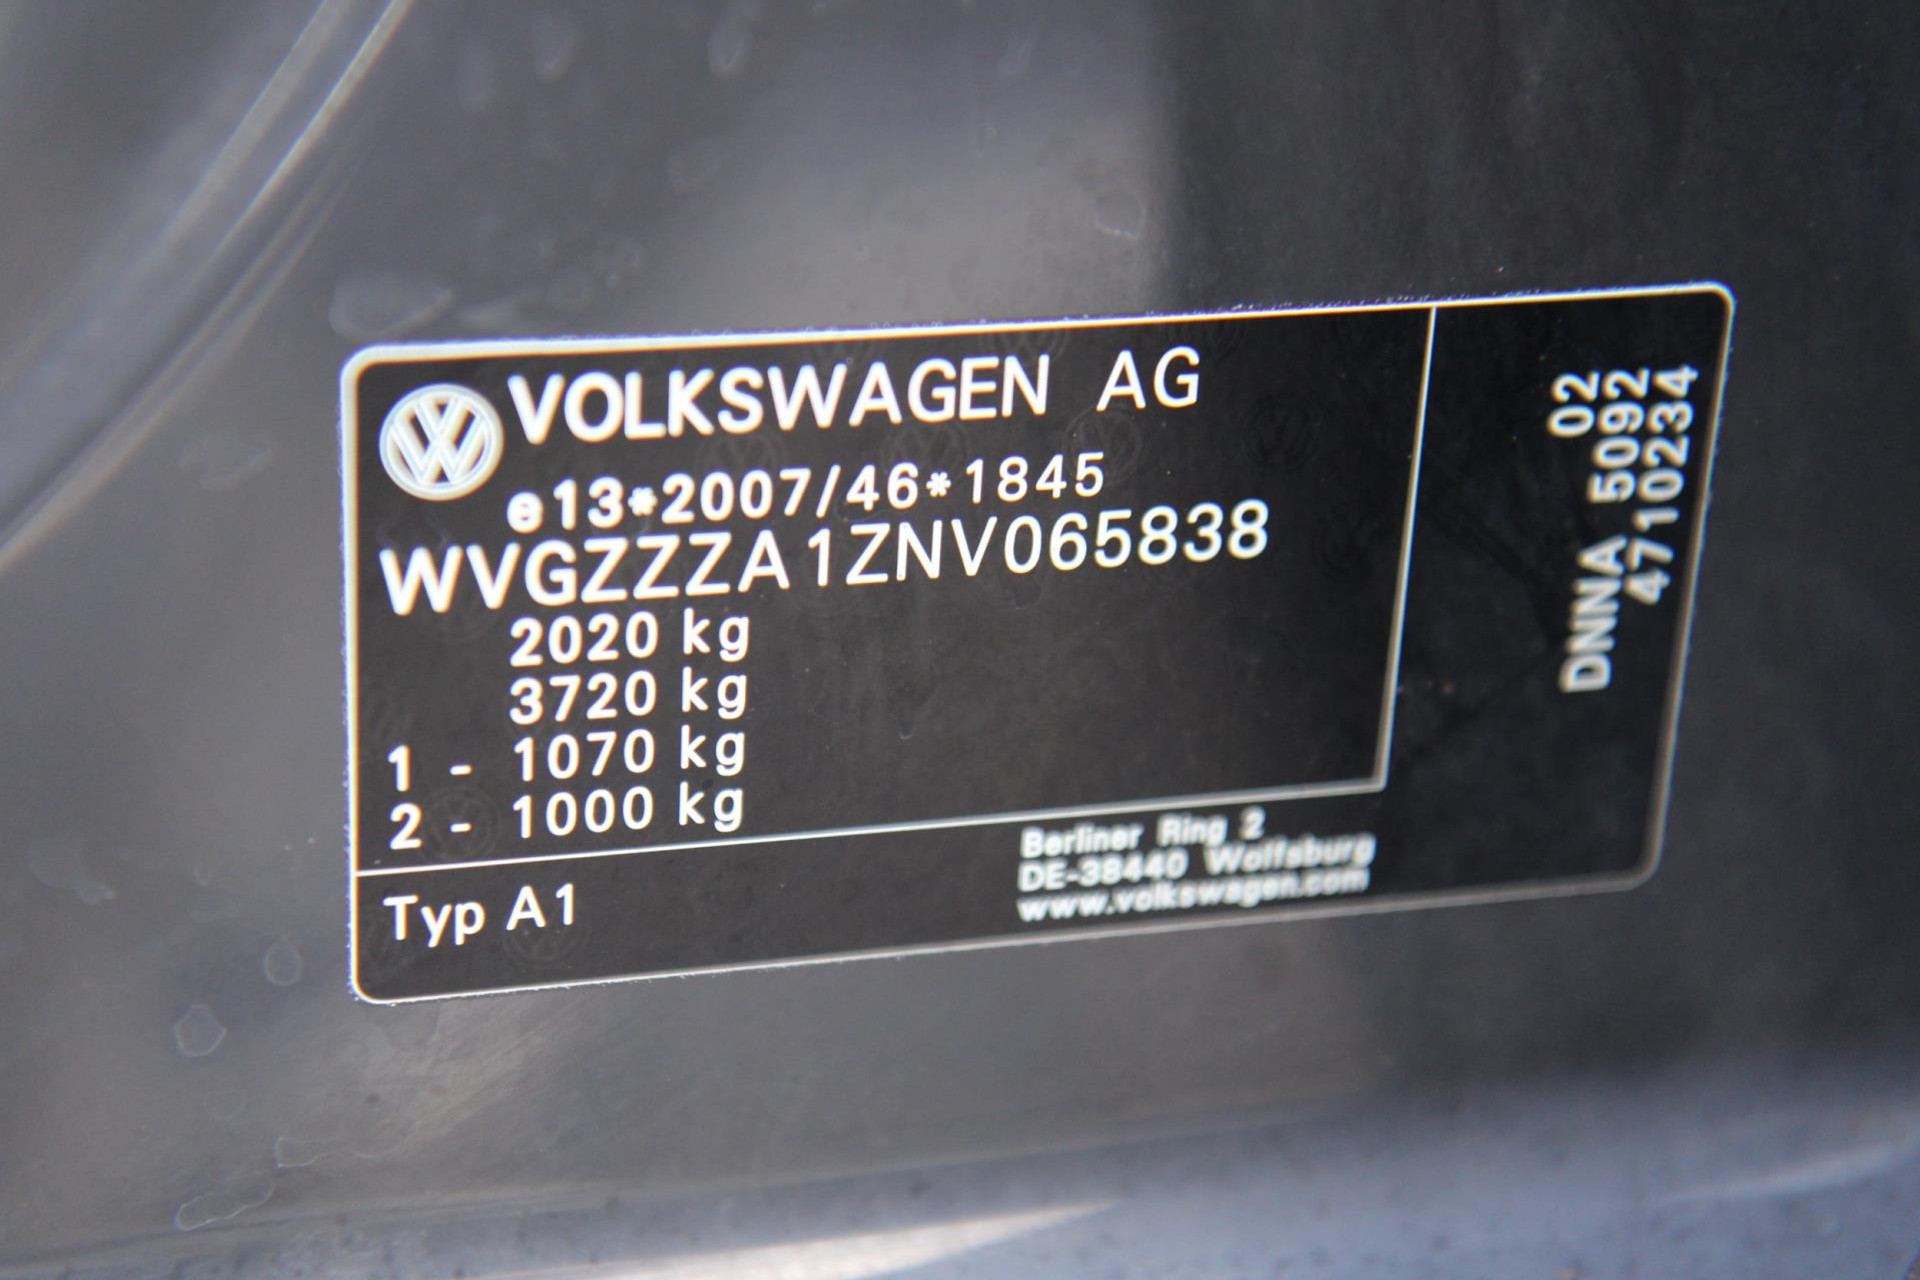 VOLKSWAGEN AG
e13*2007/46*1845
WVGZZZA1ZNV065838
2020 kg
3720 kg
1 - 1070 kg
2 - 1000 kg
Typ A1
Berliner Ring 2
DE-38440 Wolfsburg
www.volkswagen.com
02
DNNA 5092
4710234